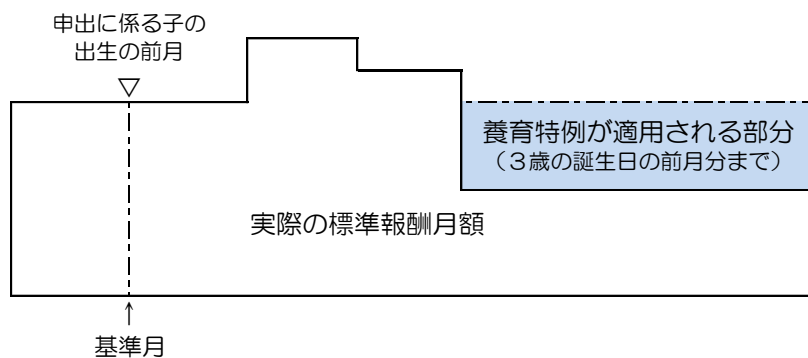 申出に係る子の
出生の前月
▽
養育特例が適用される部分
（３歳の誕生日の前月分まで）
実際の標準報酬月額
↑
基準月